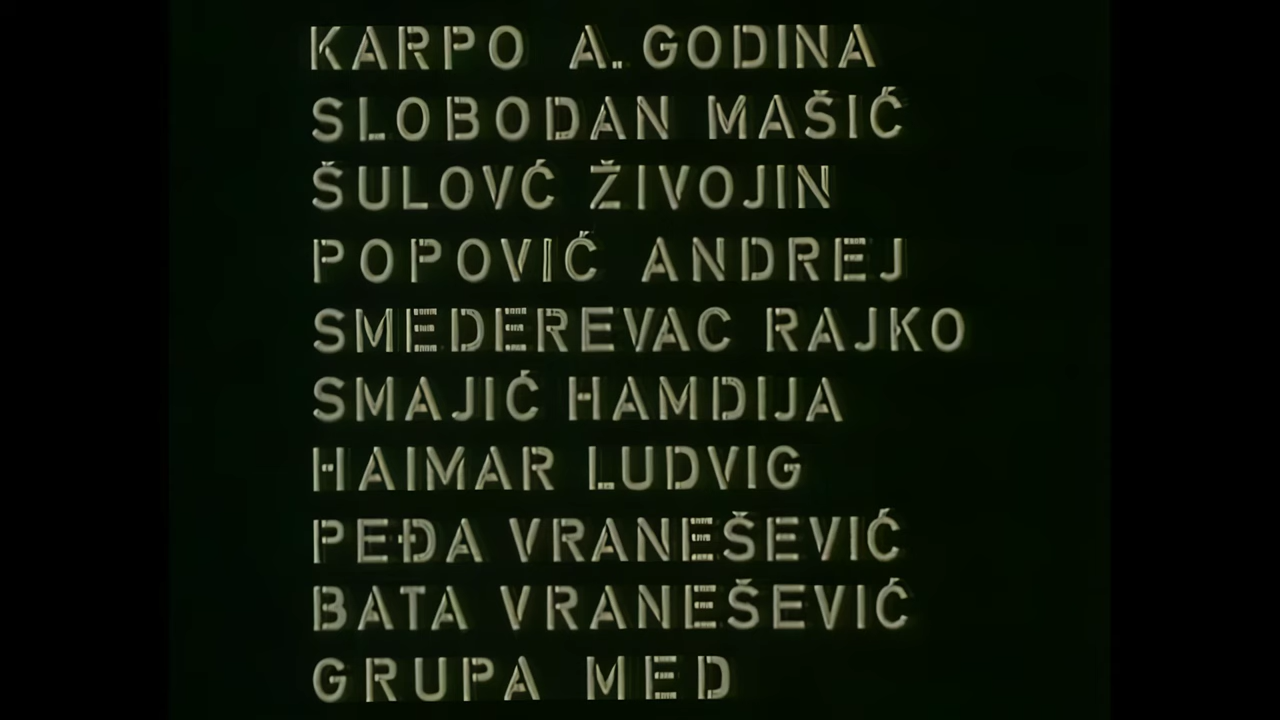 KARPO A. GODINA
SLOBODAN MAŠIĆ
ŠULOVĆ ŽIVOJIN
POPOVIĆ ANDREJ
SMEDEREVAC RAJKO
SMAJIĆ HAMDIJA
HAIMAR LUDVIG
PEĐA VRANEŠEVIĆ
BATA VRANEŠEVIĆ
GRUPA MED